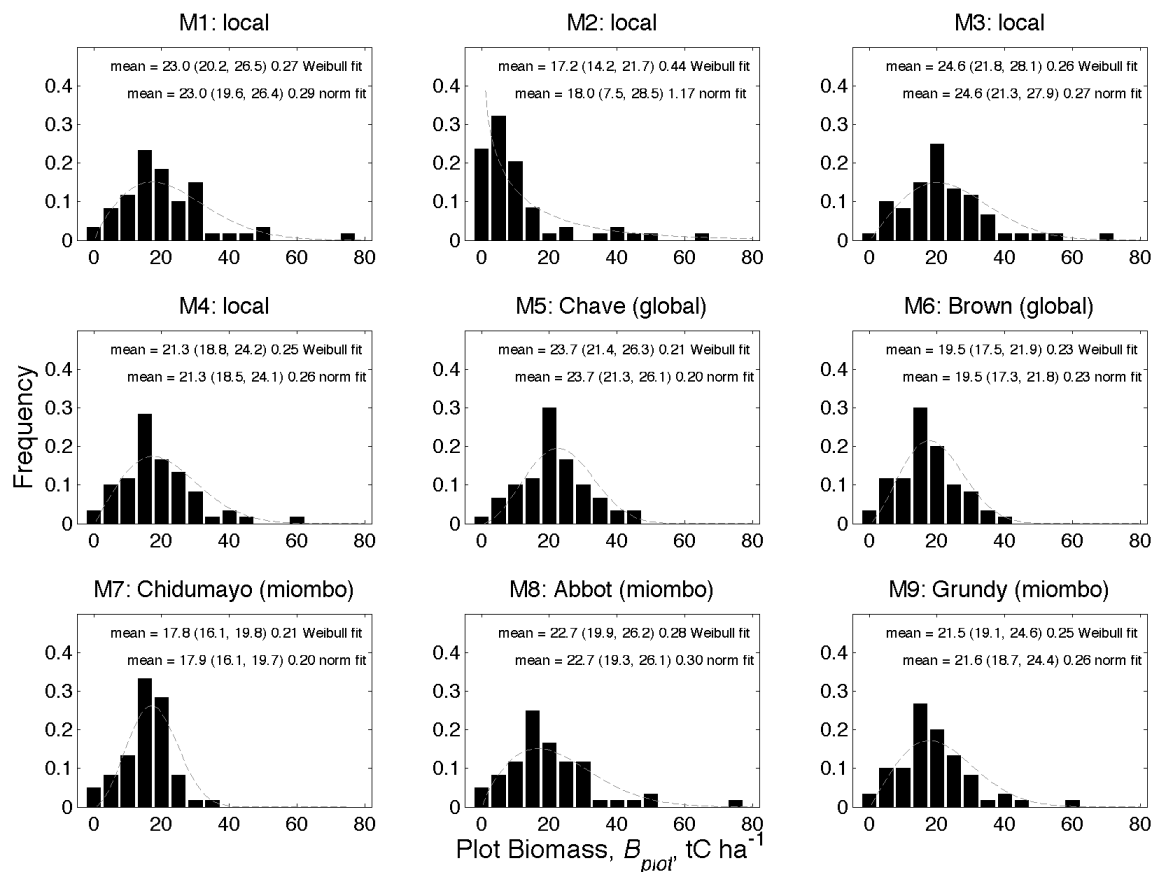 M1: local
mean = 23.0 (20.2, 26.5) 0.27 Weibull fit
mean = 23.0 (19.6, 26.4) 0.29 norm fit
0.4
0.3
0.2
0.1
0
0 20 40 60 80
M2: local
mean = 17.2 (14.2, 21.7) 0.44 Weibull fit
mean = 18.0 (7.5, 28.5) 1.17 norm fit
0.4
0.3
0.2
0.1
0
0 20 40 60 80
M3: local
mean = 24.6 (21.8, 28.1) 0.26 Weibull fit
mean = 24.6 (21.3, 27.9) 0.27 norm fit
0.4
0.3
0.2
0.1
0
0 20 40 60 80
Frequency
M4: local
mean = 21.3 (18.8, 24.2) 0.25 Weibull fit
mean = 21.3 (18.5, 24.1) 0.26 norm fit
0.4
0.3
0.2
0.1
0
0 20 40 60 80
M5: Chave (global)
mean = 23.7 (21.4, 26.3) 0.21 Weibull fit
mean = 23.7 (21.3, 26.1) 0.20 norm fit
0.4
0.3
0.2
0.1
0
0 20 40 60 80
M6: Brown (global)
mean = 19.5 (17.5, 21.9) 0.23 Weibull fit
mean = 19.5 (17.3, 21.8) 0.23 norm fit
0.4
0.3
0.2
0.1
0
0 20 40 60 80
M7: Chidumayo (miombo)
mean = 17.8 (16.1, 19.8) 0.21 Weibull fit
mean = 17.9 (16.1, 19.7) 0.20 norm fit
0.4
0.3
0.2
0.1
0
0 20 40 60 80
M8: Abbot (miombo)
mean = 22.7 (19.9, 26.2) 0.28 Weibull fit
mean = 22.7 (19.3, 26.1) 0.30 norm fit
0.4
0.3
0.2
0.1
0
0 20 40 60 80
M9: Grundy (miombo)
mean = 21.5 (19.1, 24.6) 0.25 Weibull fit
mean = 21.6 (18.7, 24.4) 0.26 norm fit
0.4
0.3
0.2
0.1
0
0 20 40 60 80
Plot Biomass, B_plot, tC ha⁻¹